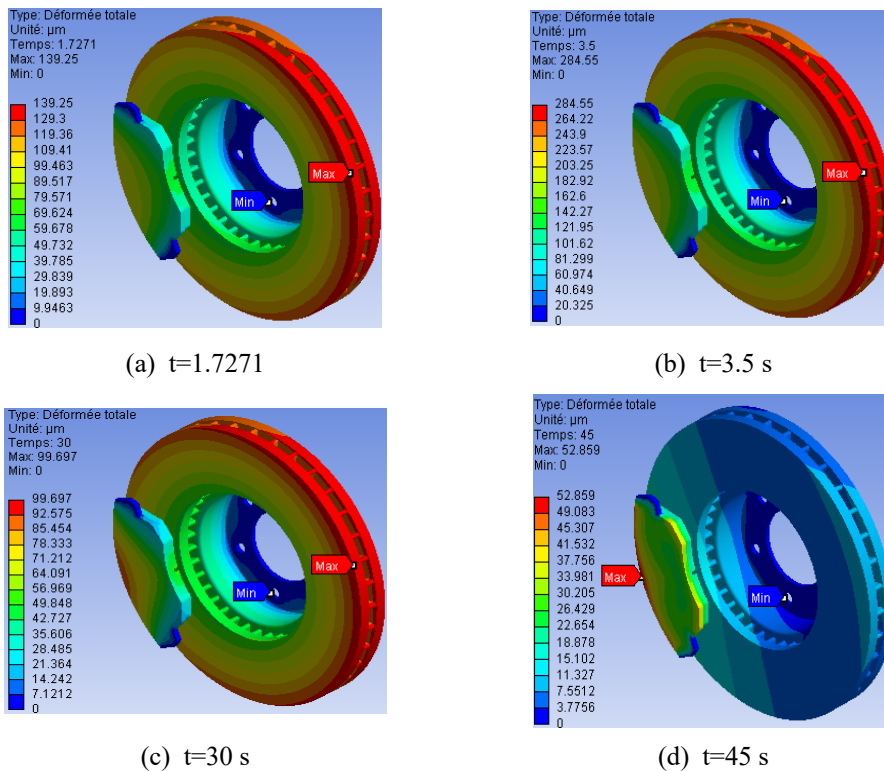 Type: Déformée totale
Unité: µm
Temps: 1.7271
Max: 139.25
Min: 0
139.25
129.3
119.36
109.41
99.463
89.517
79.571
69.624
59.678
49.732
39.785
29.839
19.893
9.9463
0
Max
Min
(a) t=1.7271
Type: Déformée totale
Unité: µm
Temps: 3.5
Max: 284.55
Min: 0
284.55
264.22
243.9
223.57
203.25
182.92
162.6
142.27
121.95
101.62
81.299
60.974
40.649
20.325
0
Max
Min
(b) t=3.5 s
Type: Déformée totale
Unité: µm
Temps: 30
Max: 99.697
Min: 0
99.697
92.575
85.454
78.333
71.212
64.091
56.969
49.848
42.727
35.606
28.485
21.364
14.242
7.1212
0
Max
Min
(c) t=30 s
Type: Déformée totale
Unité: µm
Temps: 45
Max: 52.859
Min: 0
52.859
49.083
45.307
41.532
37.756
33.981
30.205
26.429
22.654
18.878
15.102
11.327
7.5512
3.7756
0
Max
Min
(d) t=45 s